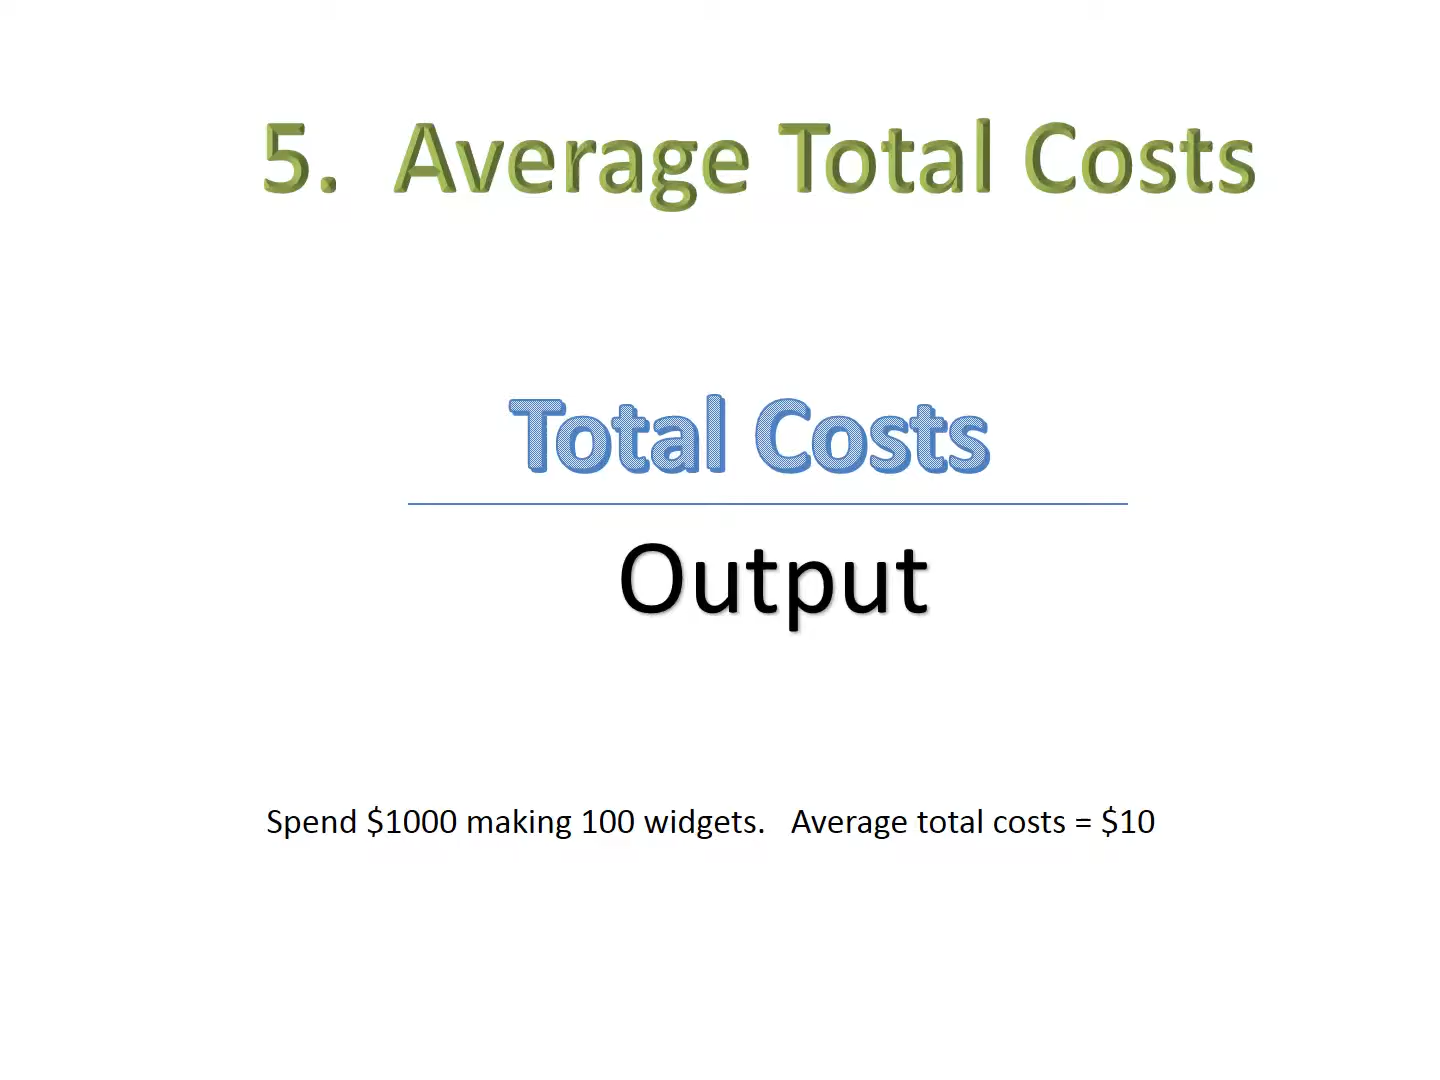 5. Average Total Costs
Total Costs
Output
Spend $1000 making 100 widgets. Average total costs = $10